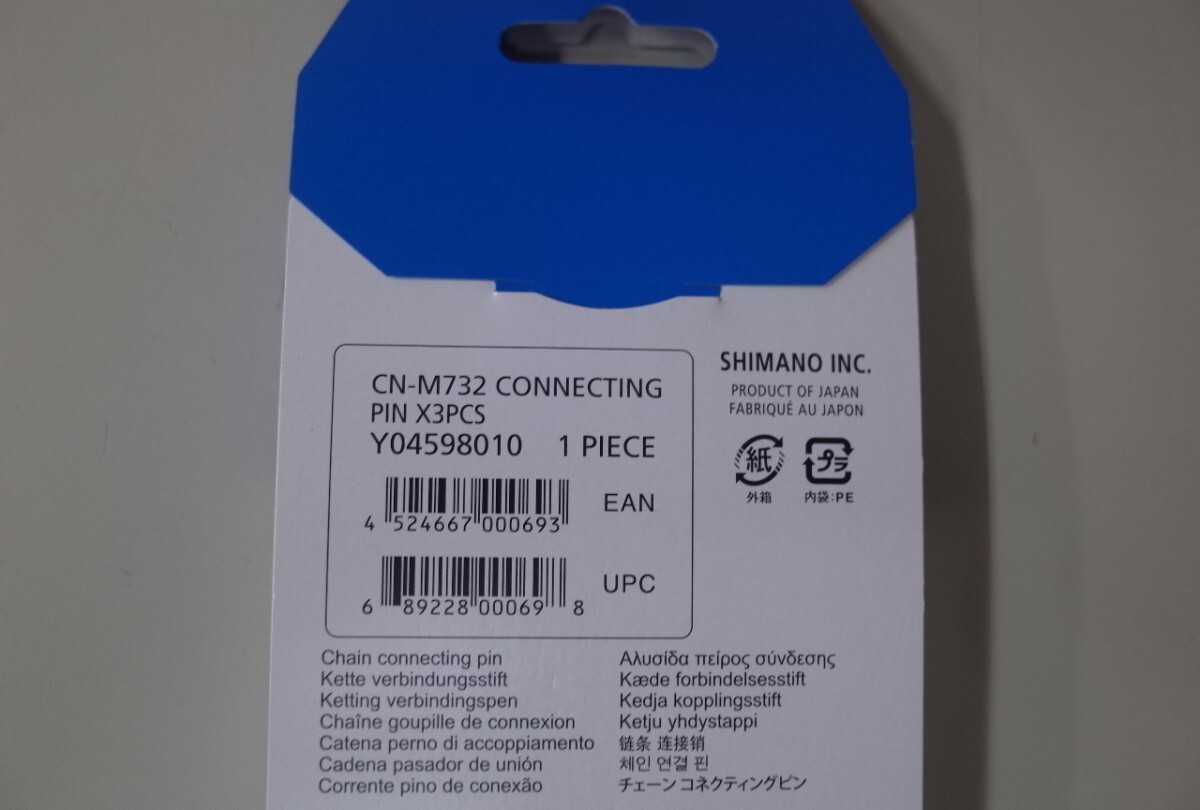 CN-M732 CONNECTING
PIN X3PCS
Y04598010 1 PIECE
4 524667 000693
EAN
6 89228 00069 8
UPC
SHIMANO INC.
PRODUCT OF JAPAN
FABRIQUÉ AU JAPON
紙
外箱
プラ
内袋:PE
Chain connecting pin
Kette verbindungsstift
Ketting verbindingspen
Chaîne goupille de connexion
Catena perno di accoppiamento
Cadena pasador de unión
Corrente pino de conexão
Αλυσίδα πείρος σύνδεσης
Kæde forbindelsesstift
Kedja kopplingsstift
Ketju yhdystappi
链条 连接销
체인 연결 핀
チェーン コネクティングピン